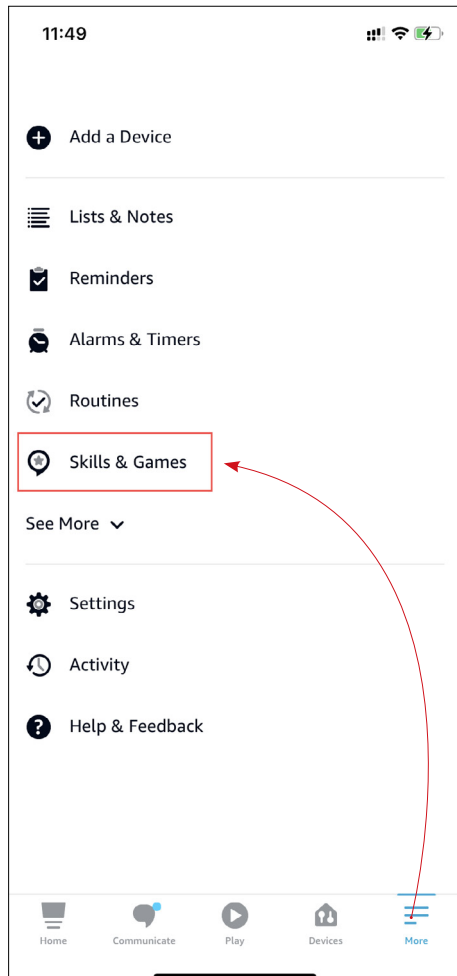 11:49
Add a Device
Lists & Notes
Reminders
Alarms & Timers
Routines
Skills & Games
See More
Settings
Activity
Help & Feedback
Home Communicate Play Devices More